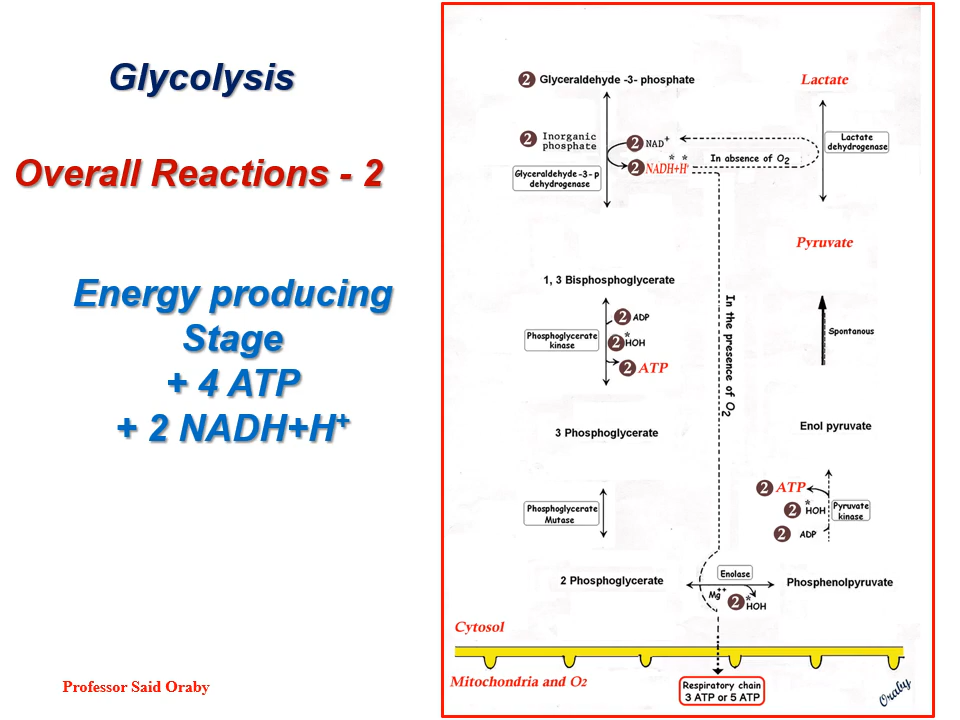 Glycolysis
Overall Reactions - 2
Energy producing
Stage
+ 4 ATP
+ 2 NADH+H⁺
Professor Said Oraby
2 Glyceraldehyde -3- phosphate
2 Inorganic
phosphate
2 NAD⁺
* *
2 NADH+H⁺
Glyceraldehyde-3-p
dehydrogenase
In absence of O₂
Lactate
Lactate
dehydrogenase
Pyruvate
1, 3 Bisphosphoglycerate
2 ADP
Phosphoglycerate
kinase
*
2 HOH
2 ATP
In the presence of O₂
Spontanous
3 Phosphoglycerate
Enol pyruvate
Phosphoglycerate
Mutase
2 ATP
*
2 HOH
Pyruvate
kinase
2 ADP
2 Phosphoglycerate
Enolase
Mg⁺⁺
*
2 HOH
Phosphenolpyruvate
Cytosol
Mitochondria and O₂
Respiratory chain
3 ATP or 5 ATP
Oraby